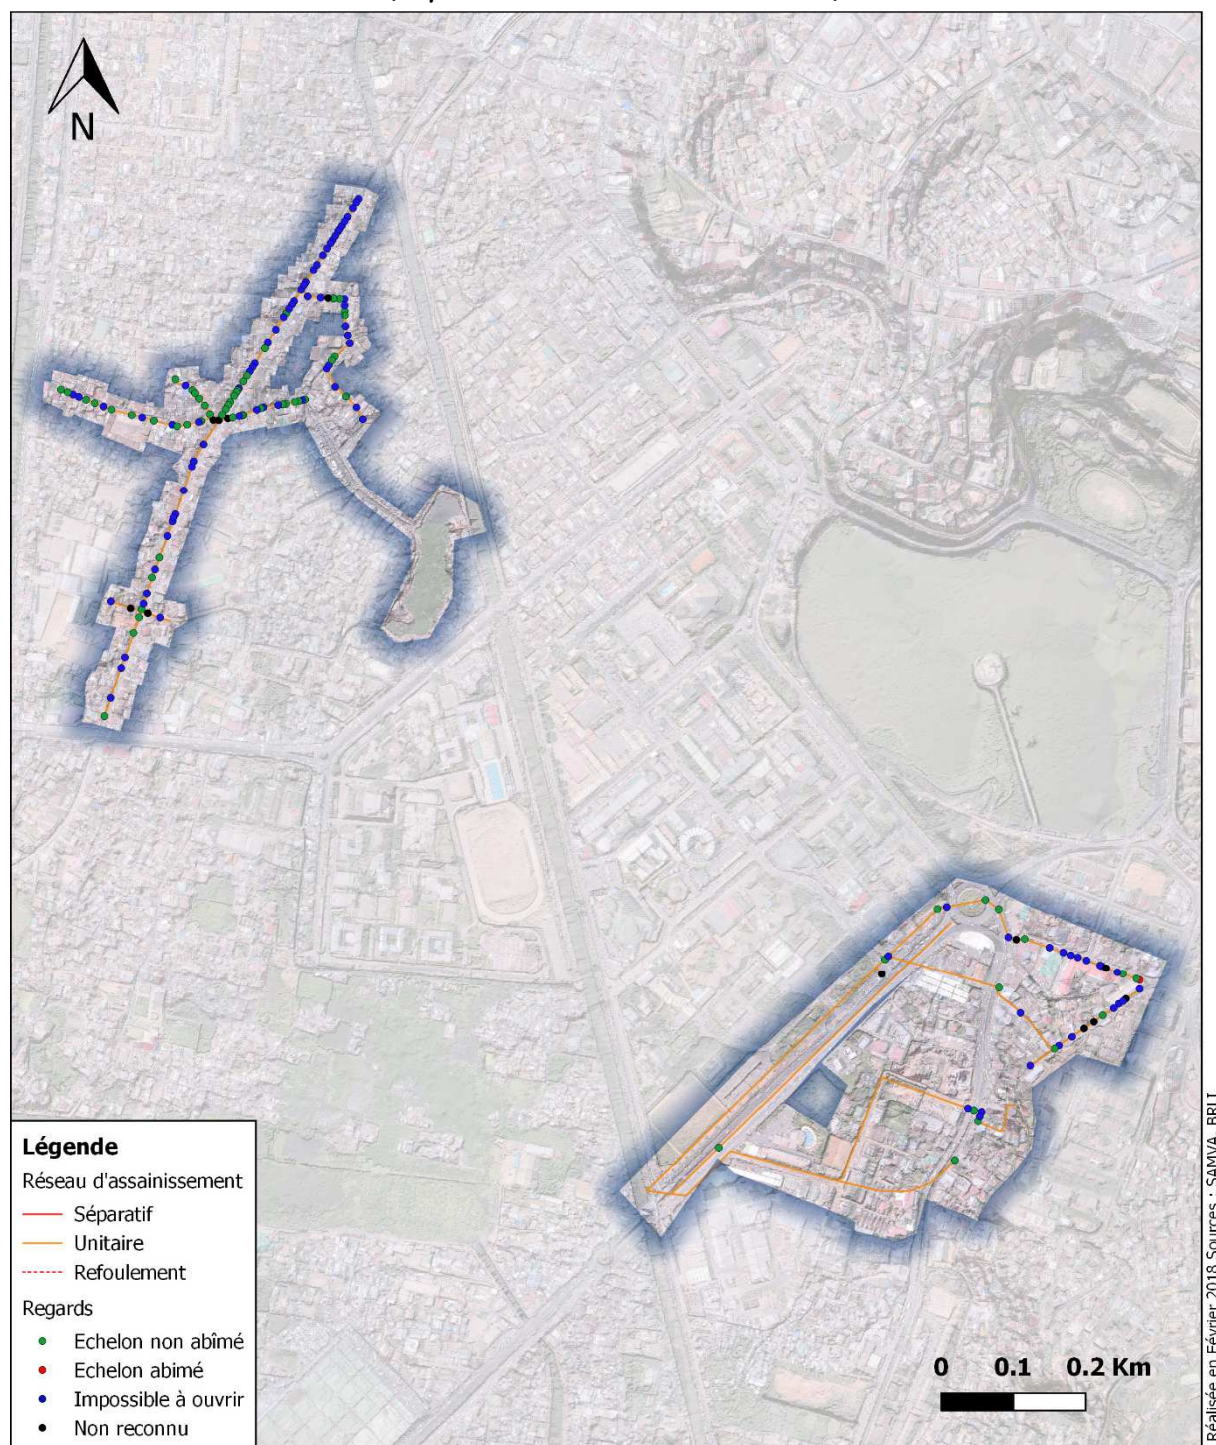 N
Légende
Réseau d'assainissement
Séparatif
Unitaire
Refoulement
Regards
Echelon non abîmé
Echelon abimé
Impossible à ouvrir
Non reconnu
0 0.1 0.2 Km
Réalisée en Février 2018 Sources : SAMVA, BRLI